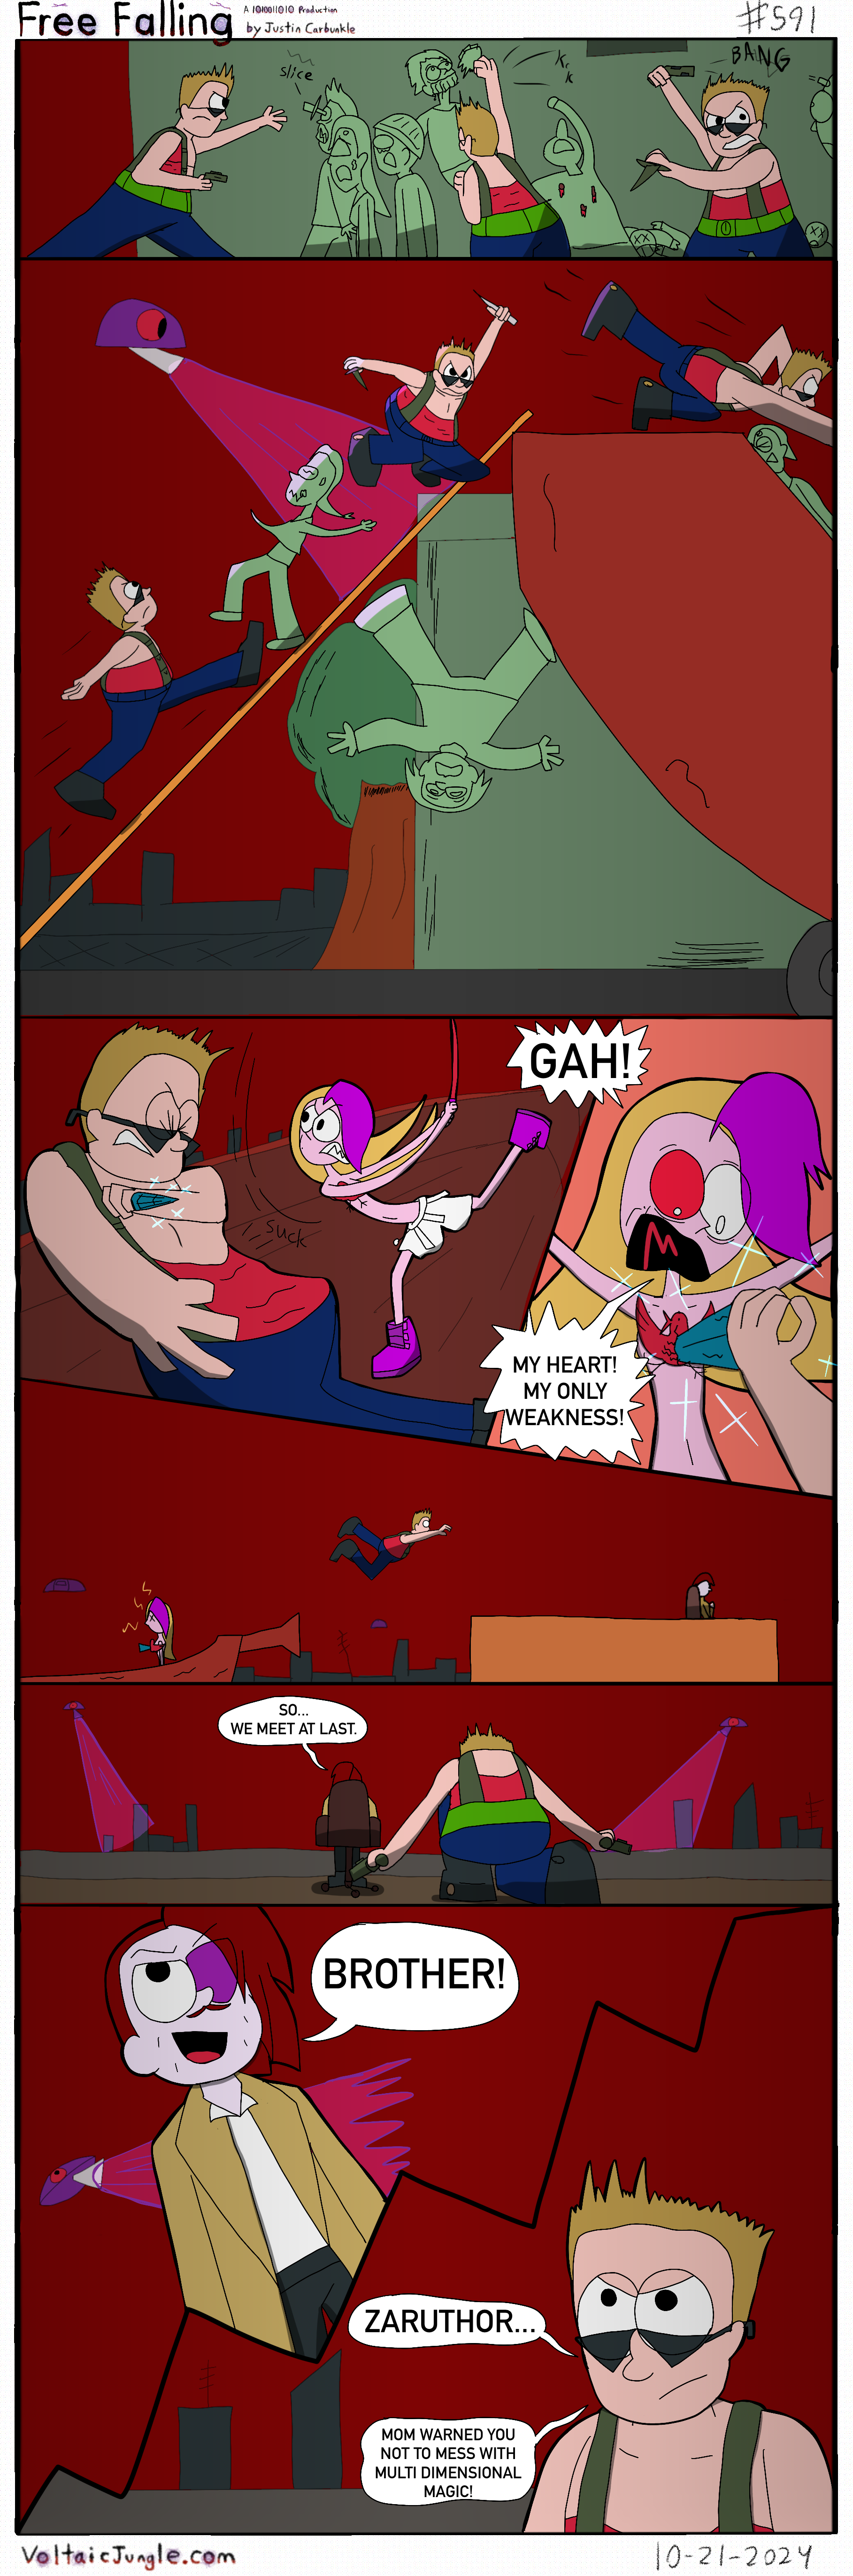 Free Falling
A 1010011010 Production
by Justin Carbunkle
#591
slice
K
K
BANG
GAH!
suck
MY HEART!
MY ONLY
WEAKNESS!
SO...
WE MEET AT LAST.
BROTHER!
ZARUTHOR...
MOM WARNED YOU
NOT TO MESS WITH
MULTI DIMENSIONAL
MAGIC!
VoltaicJungle.com
10-21-2024